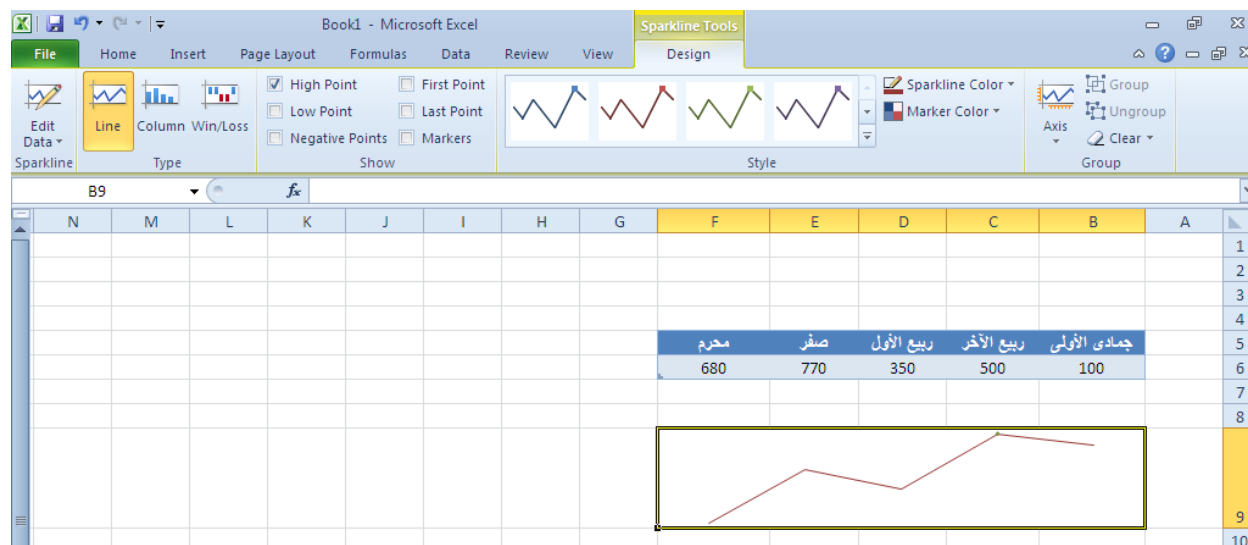 Book1 - Microsoft Excel Sparkline Tools
File Home Insert Page Layout Formulas Data Review View Design
Edit Data Line Column Win/Loss
High Point First Point
Low Point Last Point
Negative Points Markers
Sparkline Color
Marker Color
Axis
Group
Ungroup
Clear
Sparkline Type Show Style Group
B9 fx
N M L K J I H G F E D C B A
1
2
3
4
جمادى الأولى ربيع الآخر ربيع الأول صفر محرم 5
680 770 350 500 100 6
7
8
9
10